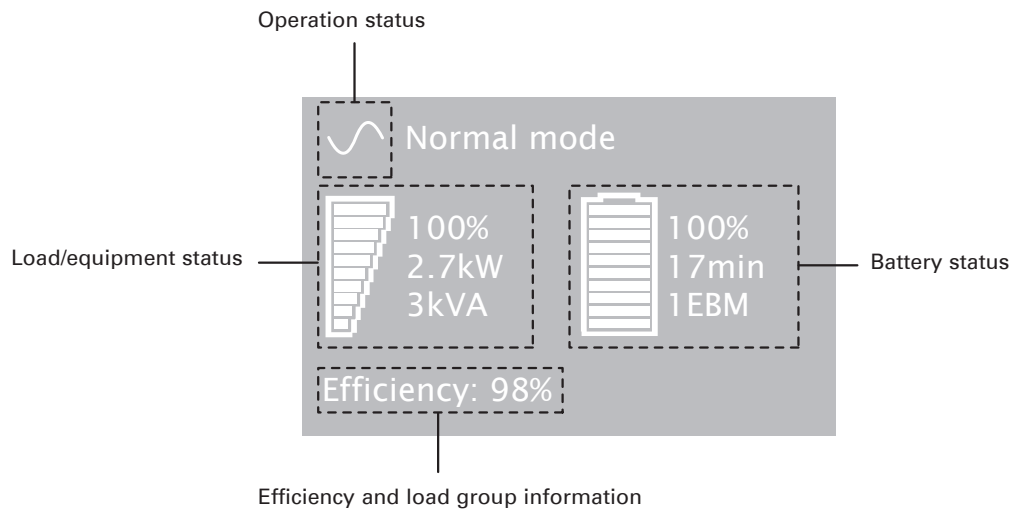 Operation status
Normal mode
Load/equipment status
100%
2.7kW
3kVA
100%
17min
1EBM
Battery status
Efficiency: 98%
Efficiency and load group information